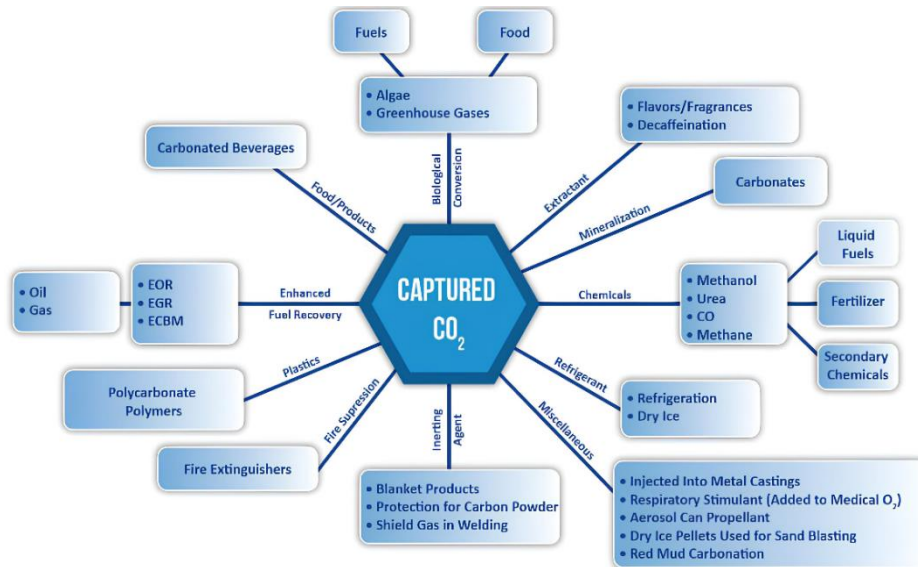 Fuels
Food
• Algae
• Greenhouse Gases
Biological
Conversion
• Flavors/Fragrances
• Decaffeination
Extractant
Carbonates
Mineralization
Carbonated Beverages
Food/Products
CAPTURED
CO₂
• Oil
• Gas
• EOR
• EGR
• ECBM
Enhanced
Fuel Recovery
Chemicals
• Methanol
• Urea
• CO
• Methane
Liquid
Fuels
Fertilizer
Secondary
Chemicals
Plastics
Polycarbonate
Polymers
Fire Supression
Fire Extinguishers
Inerting
Agent
• Blanket Products
• Protection for Carbon Powder
• Shield Gas in Welding
Refrigerant
• Refrigeration
• Dry Ice
Miscellaneous
• Injected Into Metal Castings
• Respiratory Stimulant (Added to Medical O₂)
• Aerosol Can Propellant
• Dry Ice Pellets Used for Sand Blasting
• Red Mud Carbonation